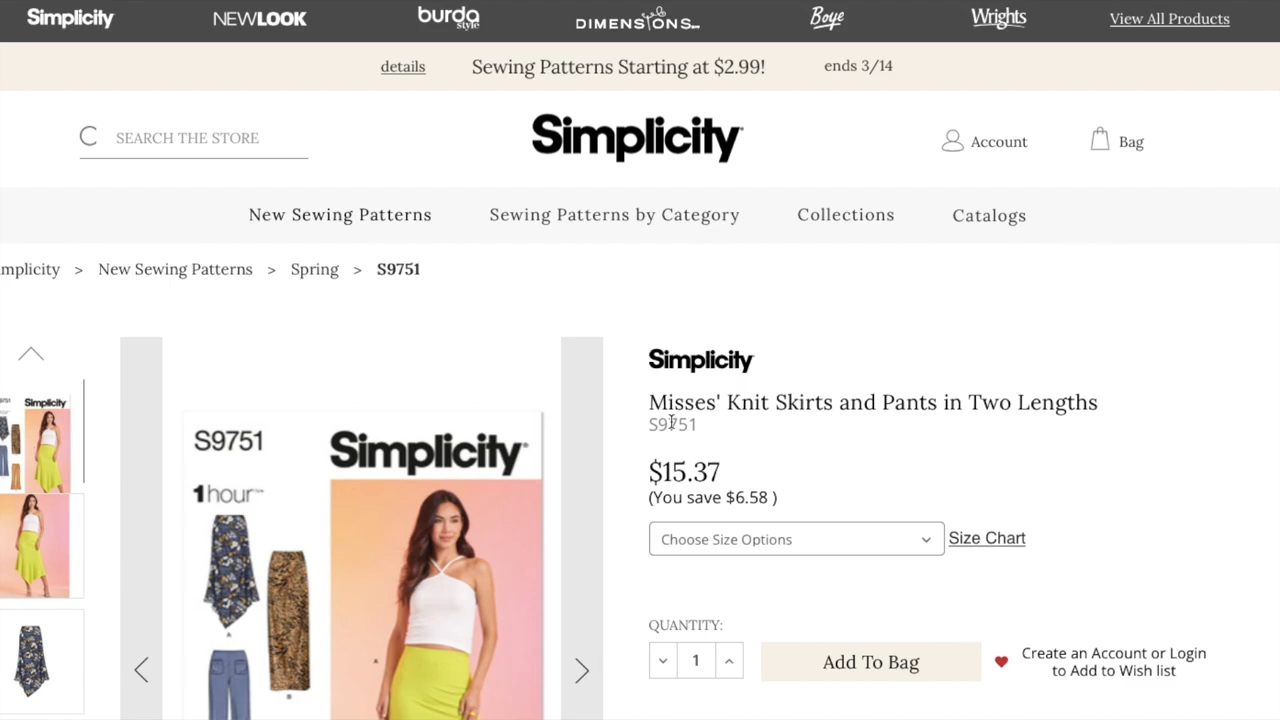 Simplicity
NEWLOOK
burda style
DIMENSIONS
Boye
Wrights
View All Products
details
Sewing Patterns Starting at $2.99!
ends 3/14
SEARCH THE STORE
Simplicity
Account
Bag
New Sewing Patterns
Sewing Patterns by Category
Collections
Catalogs
mplicity > New Sewing Patterns > Spring > S9751
Simplicity
Misses' Knit Skirts and Pants in Two Lengths
S9751
$15.37
(You save $6.58 )
Choose Size Options
Size Chart
QUANTITY:
1
Add To Bag
Create an Account or Login
to Add to Wish list
S9751
Simplicity
1 hour
A
B
A
Simplicity